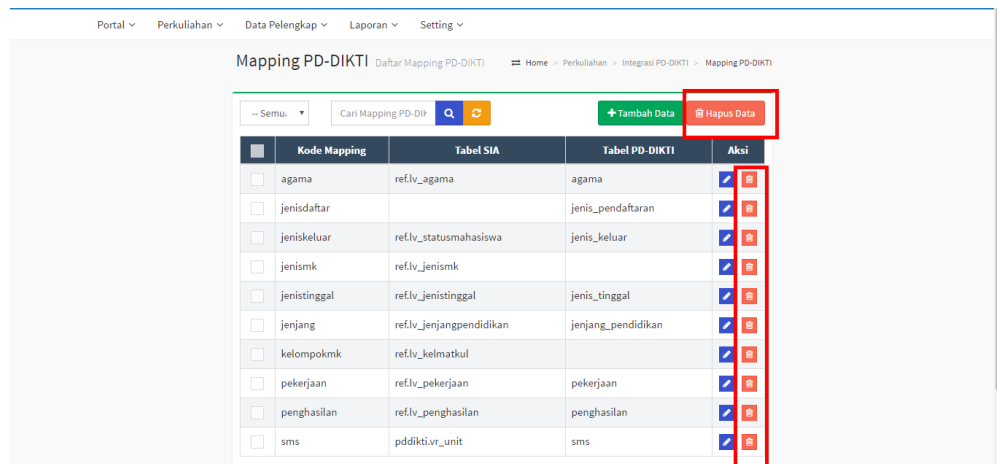 Portal Perkuliahan Data Pelengkap Laporan Setting
Mapping PD-DIKTI Daftar Mapping PD-DIKTI Home > Perkuliahan > Integrasi PD-DIKTI > Mapping PD-DIKTI
-- Semua Cari Mapping PD-DIK Tambah Data Hapus Data
Kode Mapping Tabel SIA Tabel PD-DIKTI Aksi
agama ref.lv_agama agama
jenisdaftar jenis_pendaftaran
jeniskeluar ref.lv_statusmahasiswa jenis_keluar
jenismk ref.lv_jenismk
jenistinggal ref.lv_jenistinggal jenis_tinggal
jenjang ref.lv_jenjangpendidikan jenjang_pendidikan
kelompokmk ref.lv_kelmatkul
pekerjaan ref.lv_pekerjaan pekerjaan
penghasilan ref.lv_penghasilan penghasilan
sms pddikti.vr_unit sms